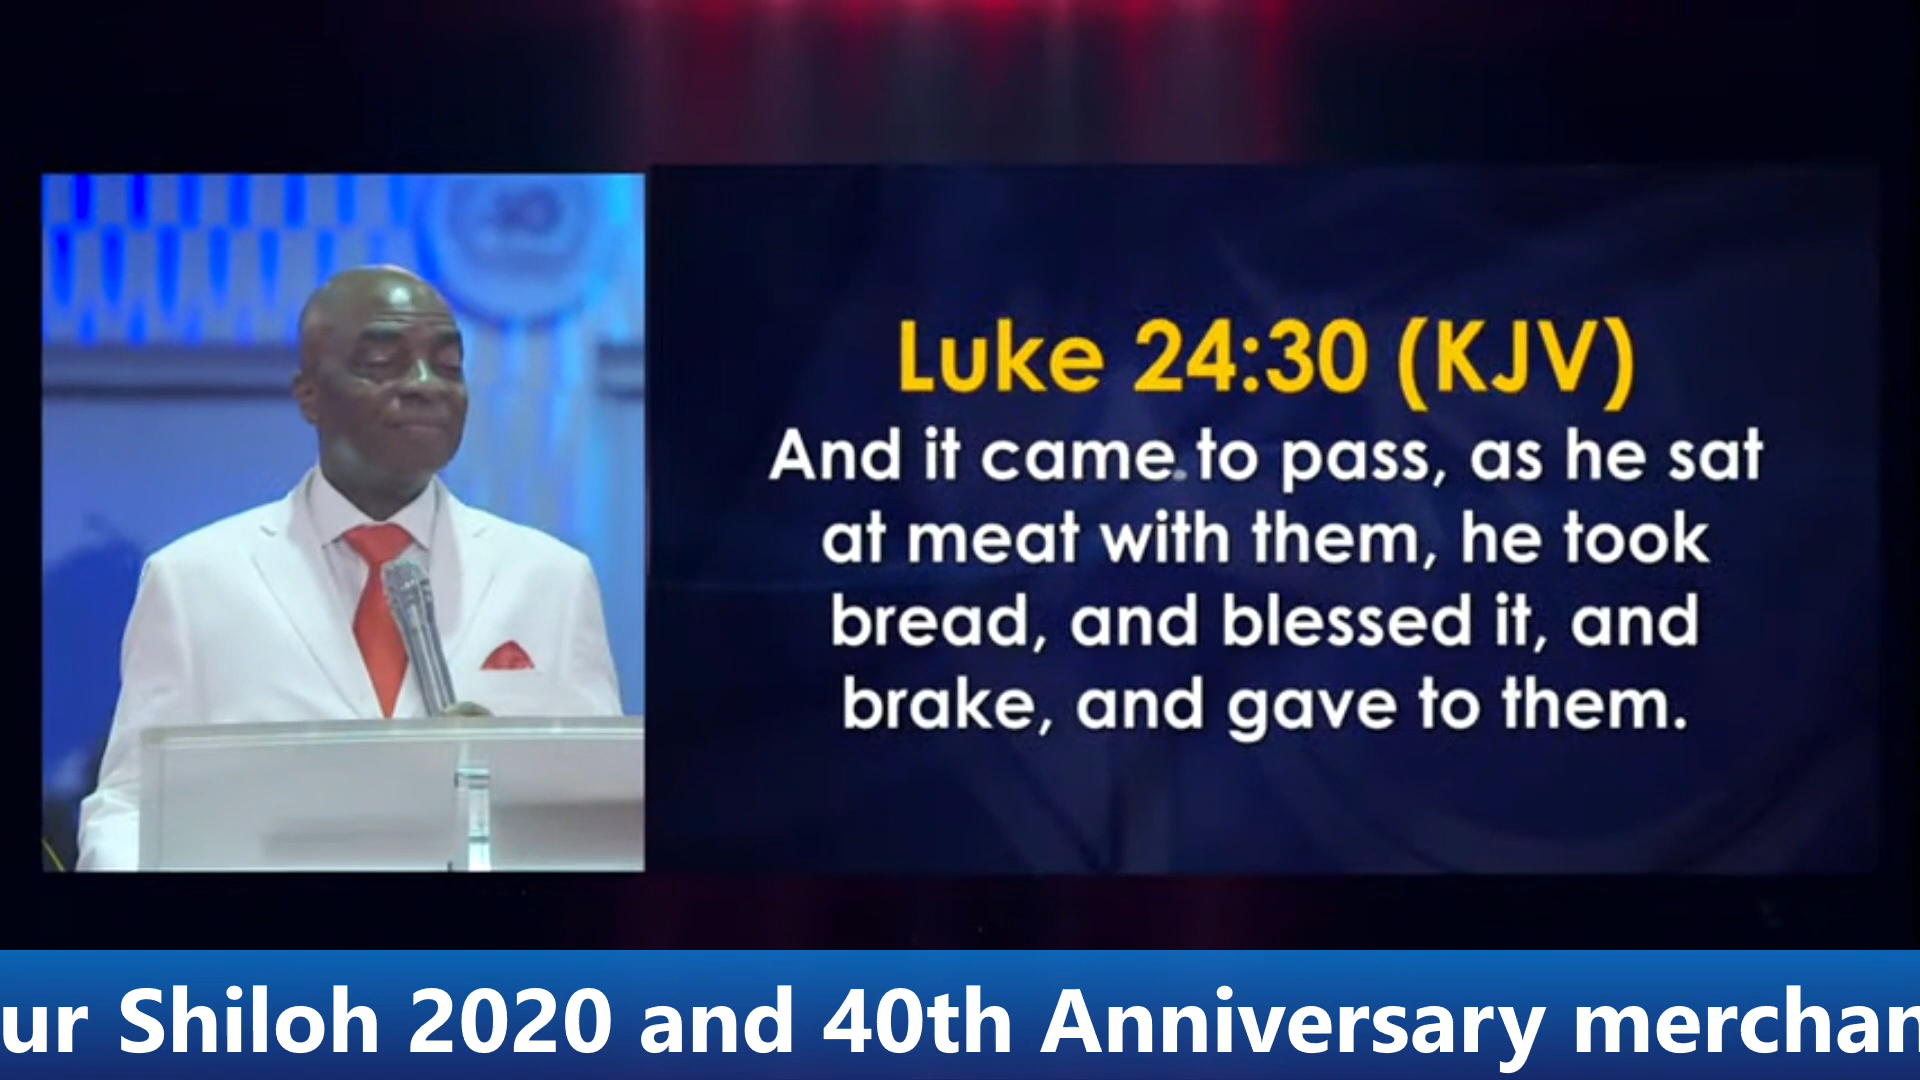 Luke 24:30 (KJV)
And it came to pass, as he sat
at meat with them, he took
bread, and blessed it, and
brake, and gave to them.
ur Shiloh 2020 and 40th Anniversary merchan